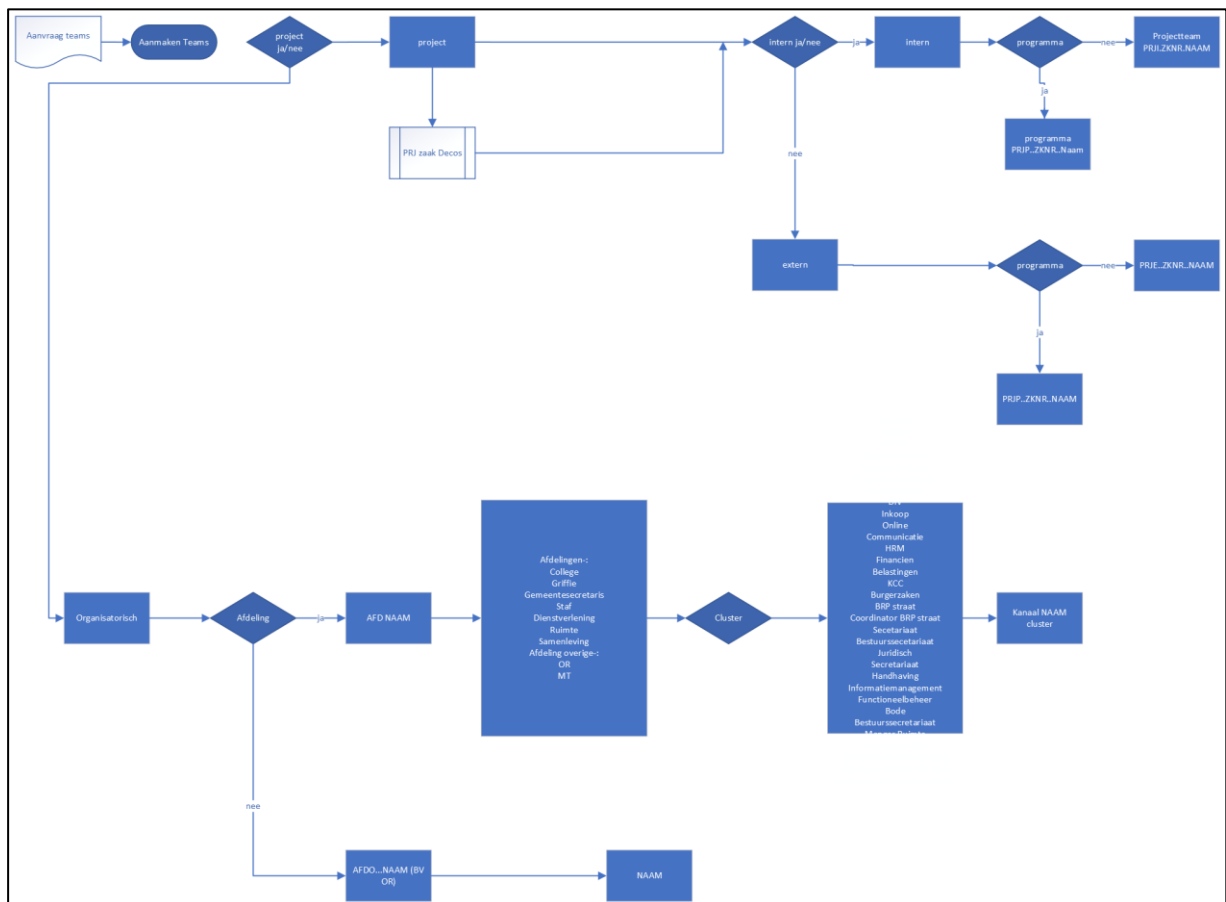 Aanvraag teams
Aanmaken Teams
project
ja/nee
project
intern ja/nee
ja
intern
programma
nee
Projectteam
PRJI.ZKNR.NAAM
ja
PRJ zaak Decos
programma
PRJP..ZKNR..Naam
nee
extern
programma
nee
PRJE..ZKNR..NAAM
ja
PRJP..ZKNR..NAAM
Organisatorisch
Afdeling
ja
AFD NAAM
Afdelingen-:
College
Griffie
Gemeentesecretaris
Staf
Dienstverlening
Ruimte
Samenleving
Afdeling overige-:
OR
MT
Cluster
Inkoop
Online
Communicatie
HRM
Financien
Belastingen
KCC
Burgerzaken
BRP straat
Coordinator BRP straat
Secetariaat
Bestuurssecetariaat
Juridisch
Secretariaat
Handhaving
Informatiemanagement
Functioneelbeheer
Bode
Bestuurssecretariaat
Kanaal NAAM
cluster
nee
AFDO...NAAM (BV
OR)
NAAM